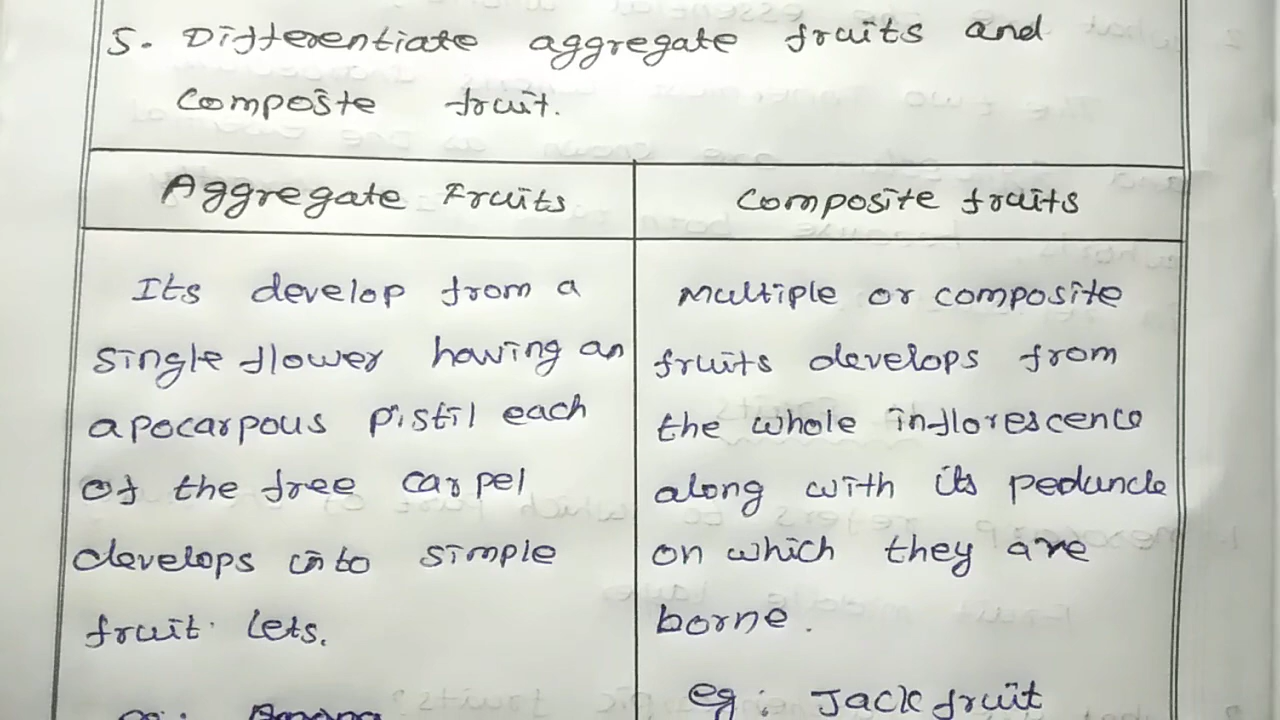 5. Differentiate aggregate fruits and
Composite fruit.
Aggregate Fruits
Composite fruits
Its develop from a
single flower having an
apocarpous Pistil each
Of the free carpel
develops into simple
fruit lets.
Multiple or composite
fruits develops from
the whole inflorescence
along with its peduncle
on which they are
borne.
eg: Jack fruit